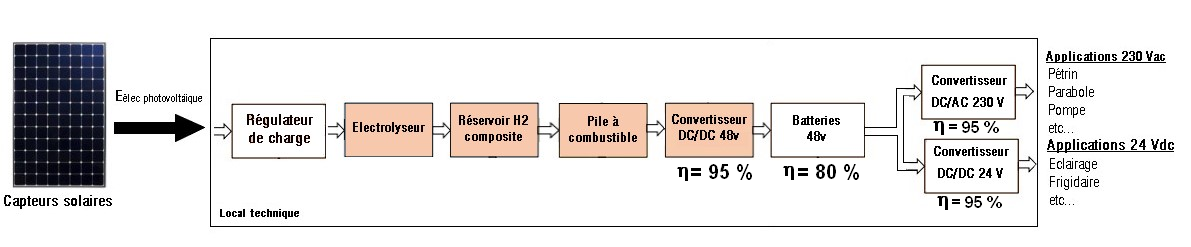 Capteurs solaires
Eélec photovoltäique
Régulateur
de charge
Electrolyseur
Réservoir H2
composite
Pile à
combustible
Convertisseur
DC/DC 48v
η= 95 %
Batteries
48v
η= 80 %
Convertisseur
DC/AC 230 V
η = 95 %
Convertisseur
DC/DC 24 V
η = 95 %
Applications 230 Vac
Pétrin
Parabole
Pompe
etc...
Applications 24 Vdc
Eclairage
Frigidaire
etc...
Local technique